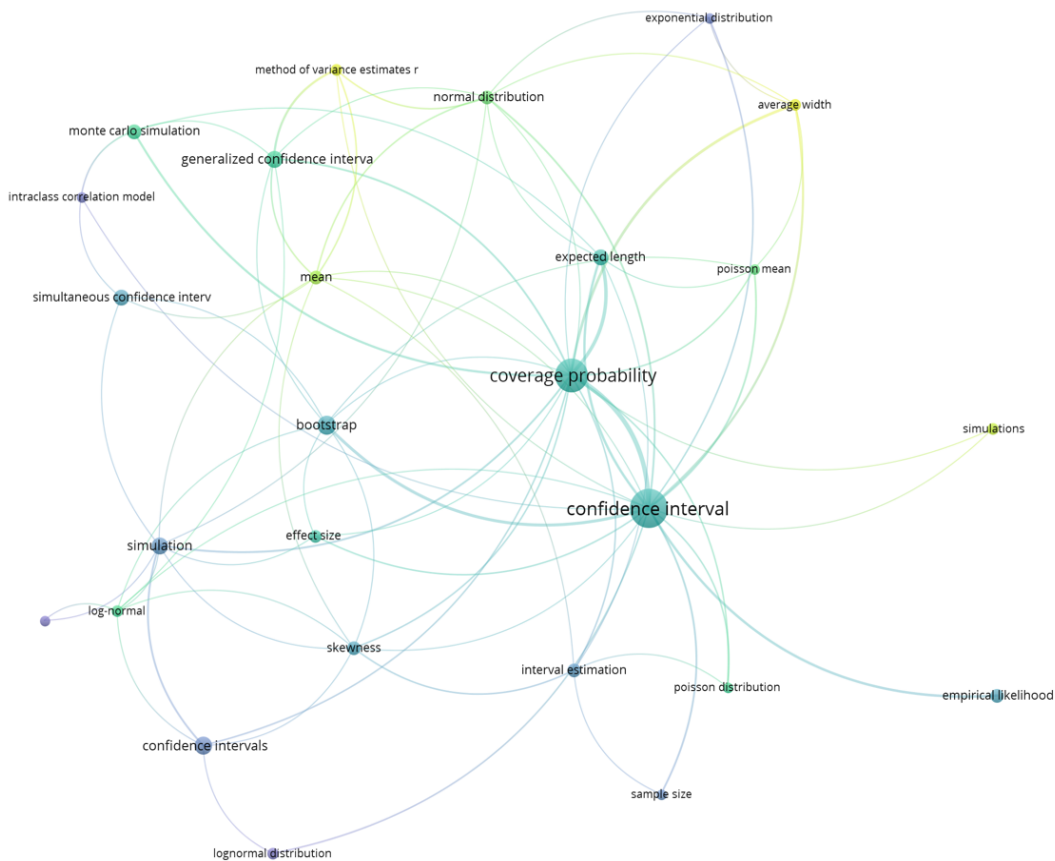 exponential distribution
method of variance estimates r
normal distribution
average width
monte carlo simulation
generalized confidence interva
intraclass correlation model
expected length
poisson mean
mean
simultaneous confidence interv
coverage probability
bootstrap
simulations
confidence interval
effect size
simulation
log-normal
skewness
interval estimation
poisson distribution
empirical likelihood
confidence intervals
sample size
lognormal distribution